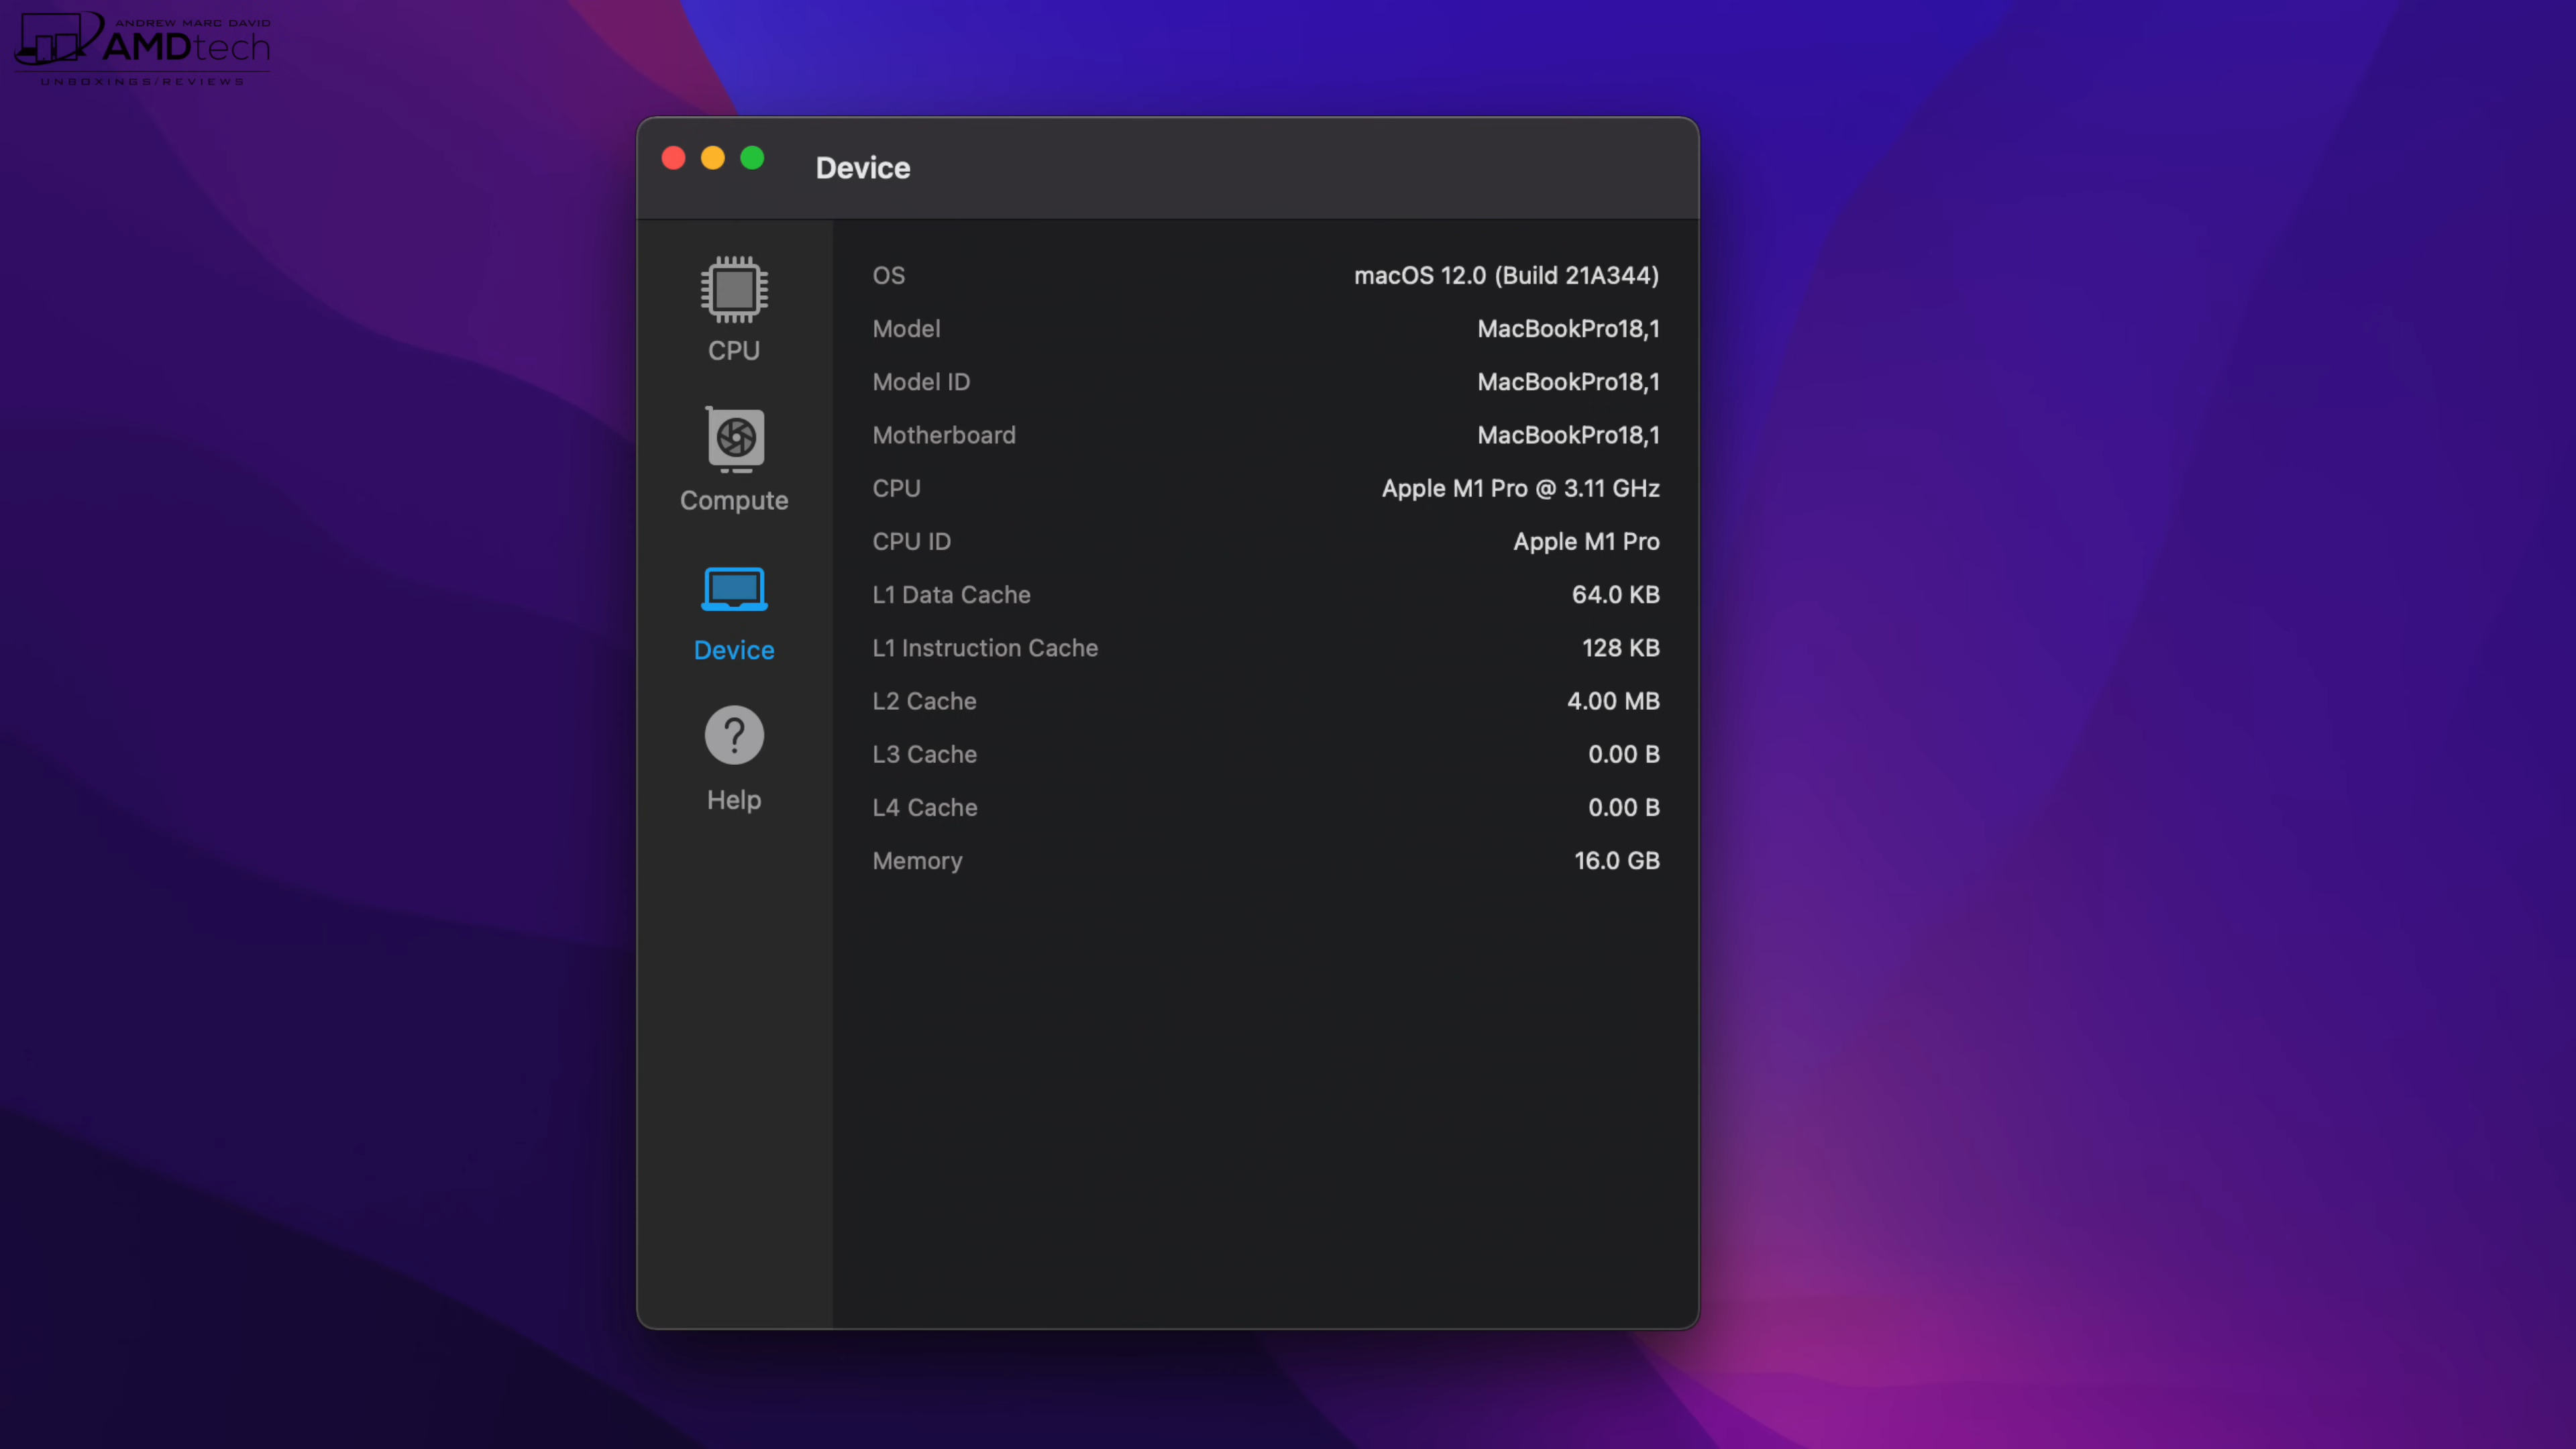 ANDREW MARC DAVID
AMDtech
UNBOXINGS/REVIEWS
Device
CPU
Compute
Device
Help
OS macOS 12.0 (Build 21A344)
Model MacBookPro18,1
Model ID MacBookPro18,1
Motherboard MacBookPro18,1
CPU Apple M1 Pro @ 3.11 GHz
CPU ID Apple M1 Pro
L1 Data Cache 64.0 KB
L1 Instruction Cache 128 KB
L2 Cache 4.00 MB
L3 Cache 0.00 B
L4 Cache 0.00 B
Memory 16.0 GB